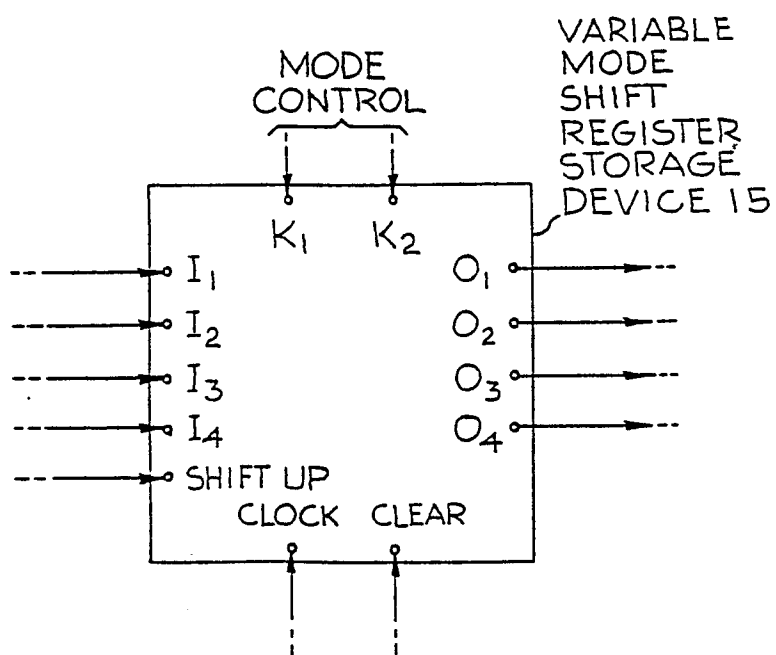 VARIABLE
MODE
SHIFT
REGISTER
STORAGE
DEVICE 15
MODE
CONTROL
K1 K2
I1 O1
I2 O2
I3 O3
I4 O4
SHIFT UP
CLOCK CLEAR